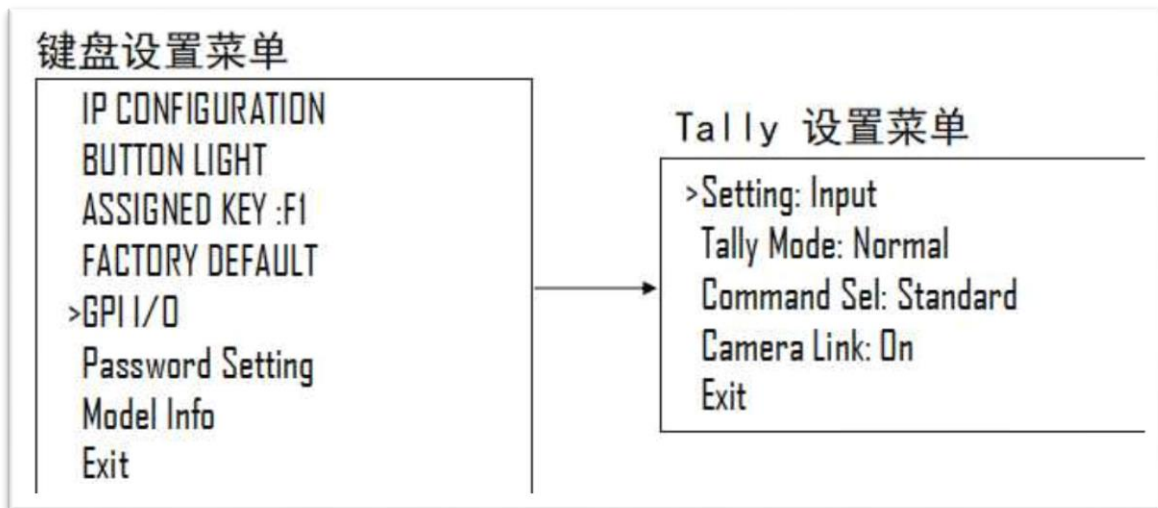 键盘设置菜单
IP CONFIGURATION
BUTTON LIGHT
ASSIGNED KEY :F1
FACTORY DEFAULT
>GPI I/O
Password Setting
Model Info
Exit
Tally 设置菜单
>Setting: Input
Tally Mode: Normal
Command Sel: Standard
Camera Link: On
Exit